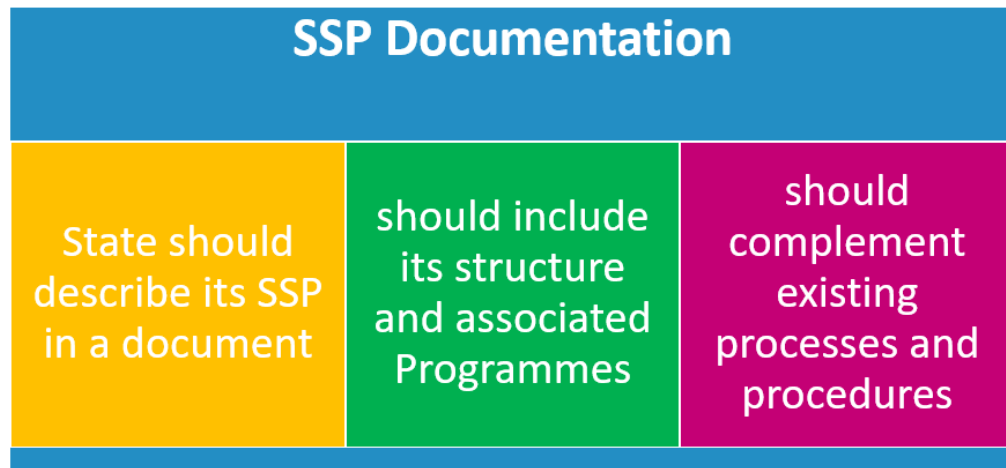 SSP Documentation
State should
describe its SSP
in a document
should include
its structure
and associated
Programmes
should
complement
existing
processes and
procedures